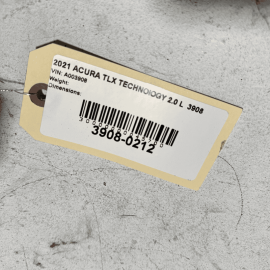 2021 ACURA TLX TECHNOLOGY 2.0 L 3908
VIN: A003908
Weight:
Dimensions:
3908-0212